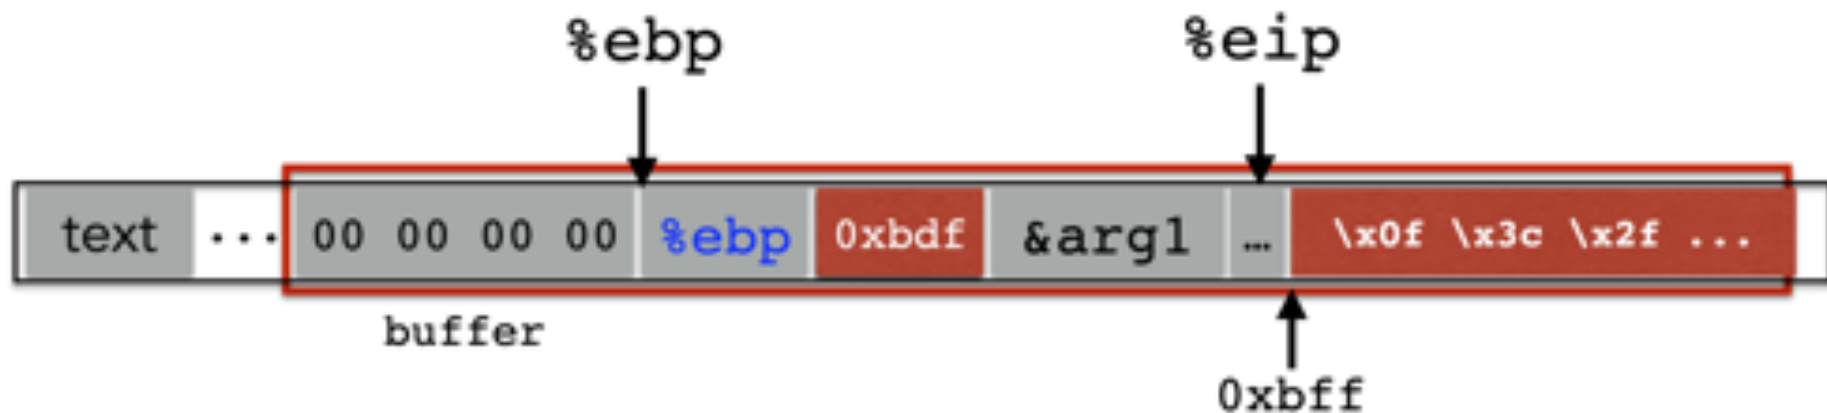 %ebp %eip
text ... 00 00 00 00 %ebp 0xbdf &arg1 ... \x0f \x3c \x2f ...
buffer
0xbff